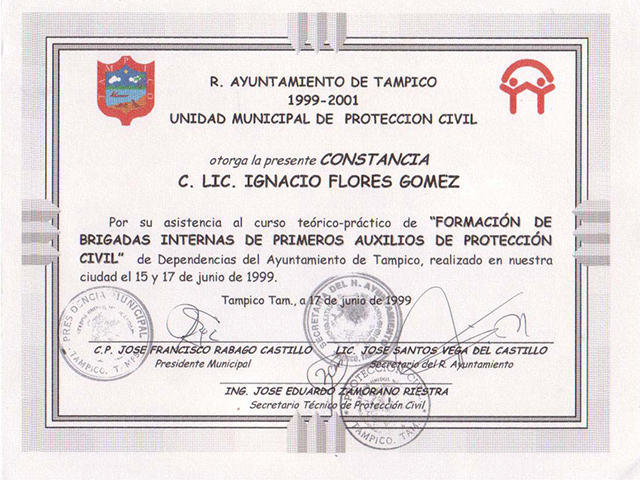 TAMPICO
R. AYUNTAMIENTO DE TAMPICO
1999-2001
UNIDAD MUNICIPAL DE PROTECCION CIVIL
otorga la presente CONSTANCIA
C. LIC. IGNACIO FLORES GOMEZ
Por su asistencia al curso teórico-práctico de “FORMACIÓN DE
BRIGADAS INTERNAS DE PRIMEROS AUXILIOS DE PROTECCIÓN
CIVIL” de Dependencias del Ayuntamiento de Tampico, realizado en nuestra
ciudad el 15 y 17 de junio de 1999.
Tampico Tam., a 17 de junio de 1999
PRESIDENCIA MUNICIPAL
TAMPICO, TAMPS.
SECRETARIA DEL H. AYUNTAMIENTO
C.P. JOSE FRANCISCO RABAGO CASTILLO
Presidente Municipal
LIC. JOSE SANTOS VEGA DEL CASTILLO
Secretario del R. Ayuntamiento
ING. JOSE EDUARDO ZAMORANO RIESTRA
Secretario Técnico de Protección Civil
PROTECCION CIVIL
TAMPICO, TAM.